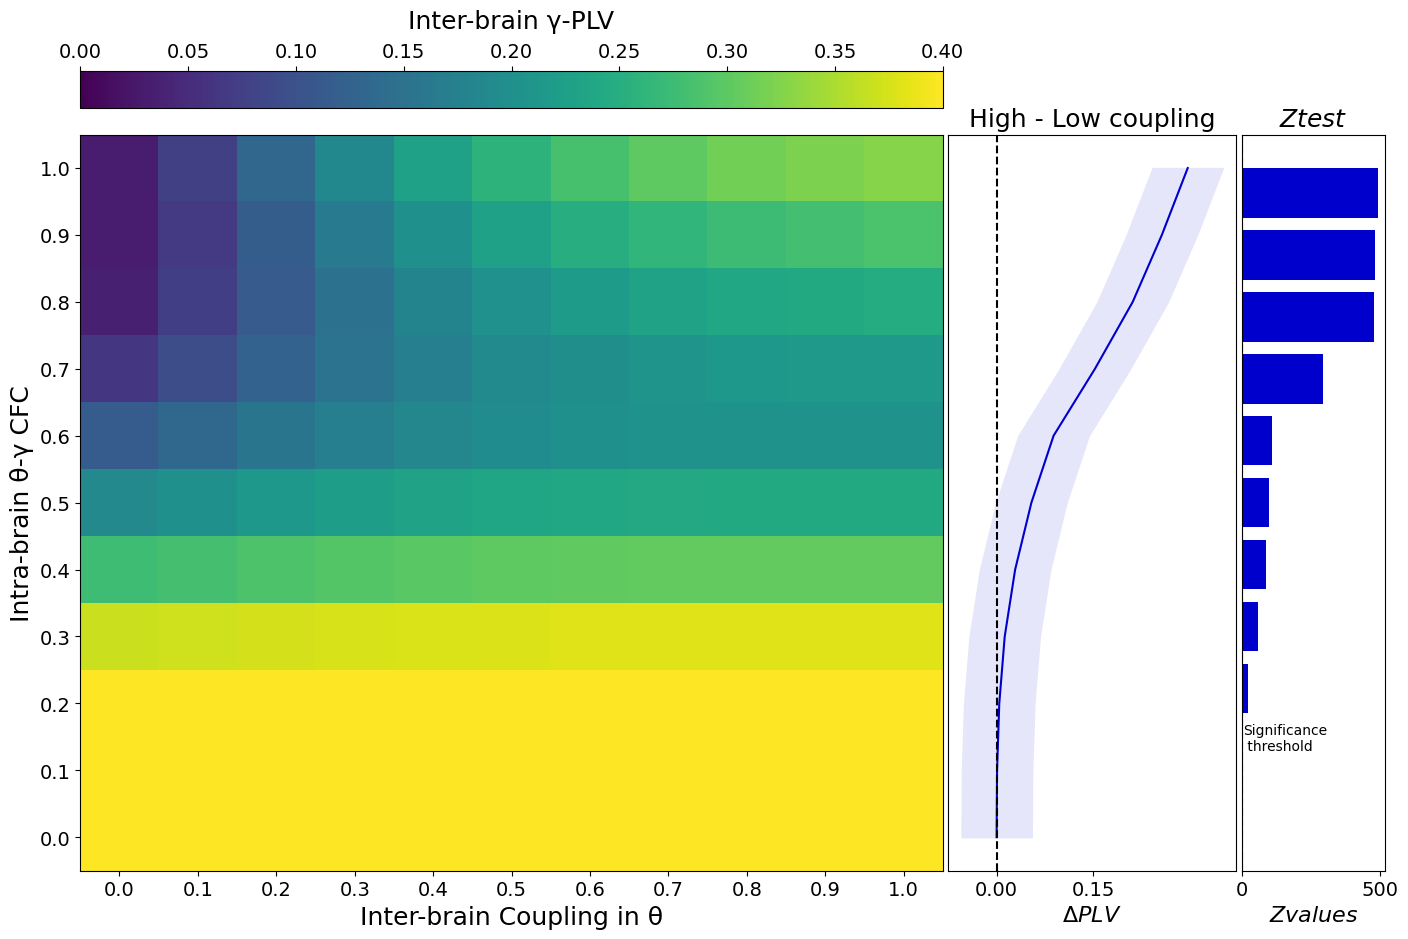 Inter-brain γ-PLV
0.00 0.05 0.10 0.15 0.20 0.25 0.30 0.35 0.40
High - Low coupling
Ztest
Intra-brain θ-γ CFC
1.0
0.9
0.8
0.7
0.6
0.5
0.4
0.3
0.2
0.1
0.0
Significance
threshold
0.0 0.1 0.2 0.3 0.4 0.5 0.6 0.7 0.8 0.9 1.0
Inter-brain Coupling in θ
0.00 0.15
ΔPLV
0 500
Zvalues